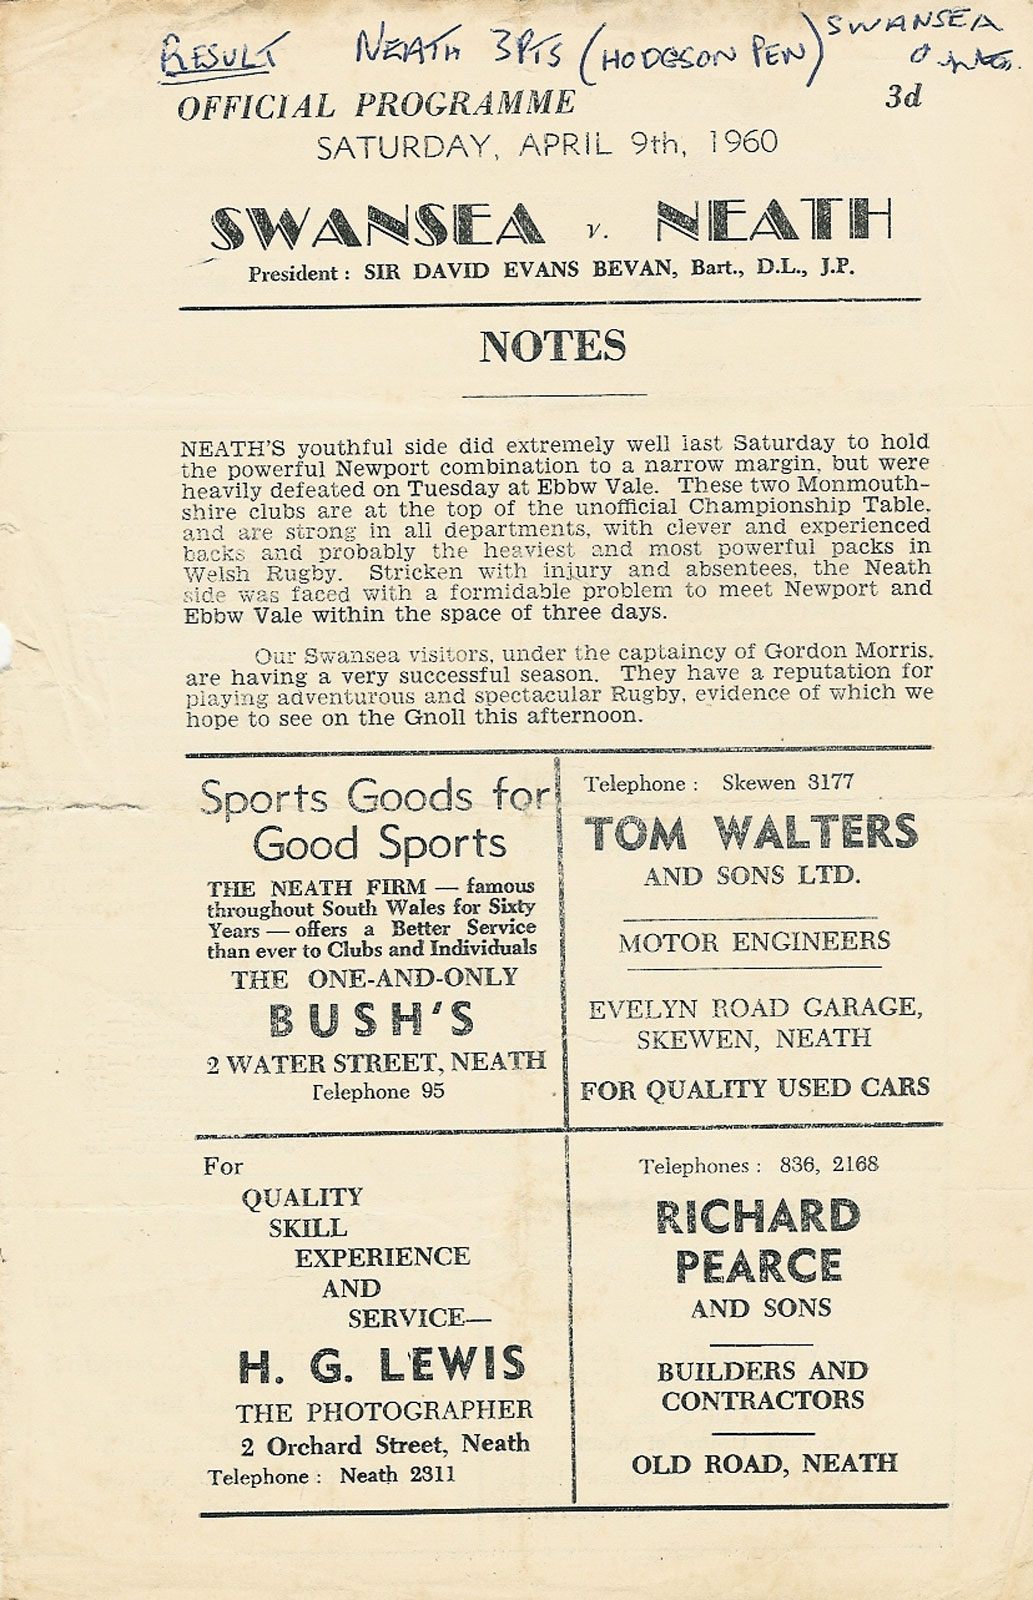 RESULT NEATH 3PTS (HODGSON PEN) SWANSEA
0 pts.
OFFICIAL PROGRAMME 3d
SATURDAY, APRIL 9th, 1960
SWANSEA v. NEATH
President : SIR DAVID EVANS BEVAN, Bart., D.L., J.P.
NOTES
NEATH'S youthful side did extremely well last Saturday to hold
the powerful Newport combination to a narrow margin, but were
heavily defeated on Tuesday at Ebbw Vale. These two Monmouth-
shire clubs are at the top of the unofficial Championship Table,
and are strong in all departments, with clever and experienced
backs and probably the heaviest and most powerful packs in
Welsh Rugby. Stricken with injury and absentees, the Neath
side was faced with a formidable problem to meet Newport and
Ebbw Vale within the space of three days.
Our Swansea visitors, under the captaincy of Gordon Morris,
are having a very successful season. They have a reputation for
playing adventurous and spectacular Rugby, evidence of which we
hope to see on the Gnoll this afternoon.
Sports Goods for
Good Sports
THE NEATH FIRM — famous
throughout South Wales for Sixty
Years — offers a Better Service
than ever to Clubs and Individuals
THE ONE-AND-ONLY
BUSH'S
2 WATER STREET, NEATH
Telephone 95
Telephone : Skewen 3177
TOM WALTERS
AND SONS LTD.
MOTOR ENGINEERS
EVELYN ROAD GARAGE,
SKEWEN, NEATH
FOR QUALITY USED CARS
For
QUALITY
SKILL
EXPERIENCE
AND
SERVICE—
H. G. LEWIS
THE PHOTOGRAPHER
2 Orchard Street, Neath
Telephone : Neath 2311
Telephones : 836, 2168
RICHARD
PEARCE
AND SONS
BUILDERS AND
CONTRACTORS
OLD ROAD, NEATH